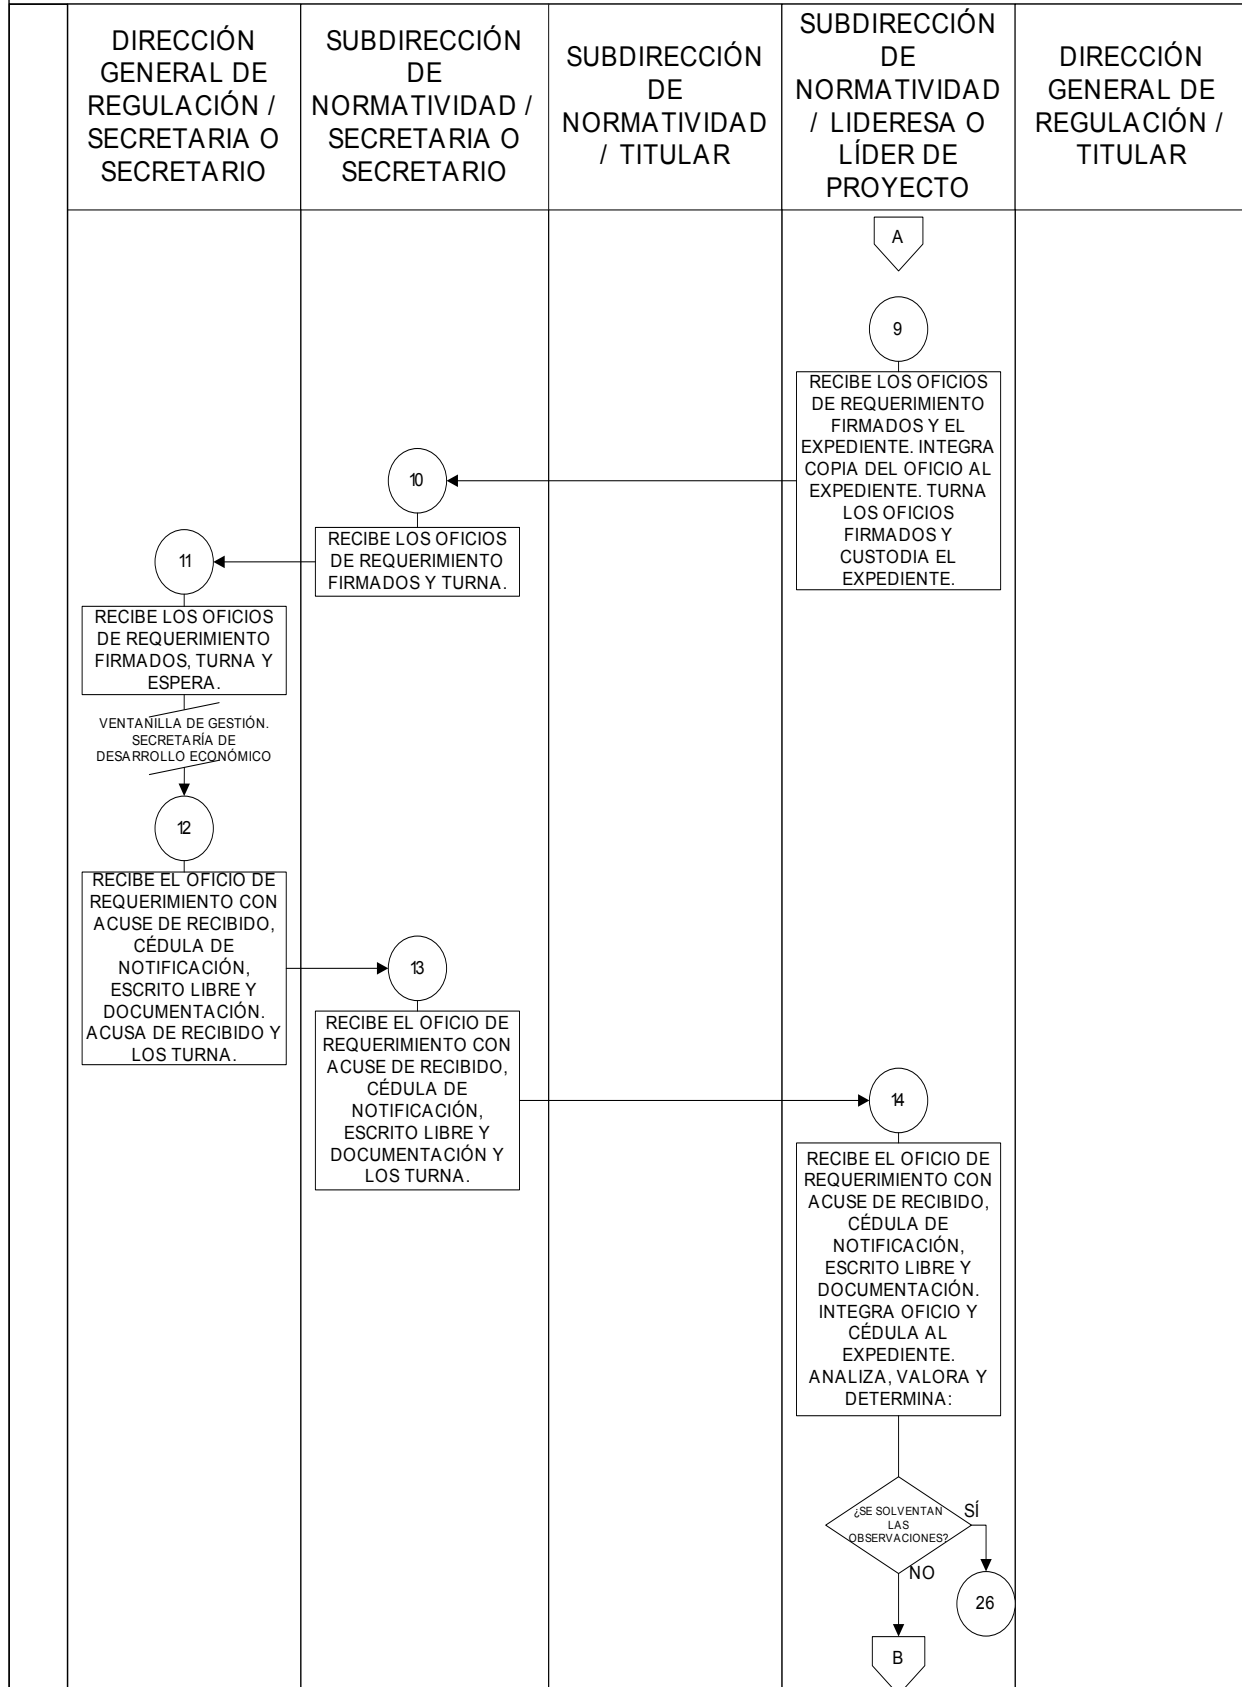 DIRECCIÓN
GENERAL DE
REGULACIÓN /
SECRETARIA O
SECRETARIO
SUBDIRECCIÓN
DE
NORMATIVIDAD /
SECRETARIA O
SECRETARIO
SUBDIRECCIÓN
DE
NORMATIVIDAD
/ TITULAR
SUBDIRECCIÓN
DE
NORMATIVIDAD
/ LIDERESA O
LÍDER DE
PROYECTO
DIRECCIÓN
GENERAL DE
REGULACIÓN /
TITULAR
A
9
RECIBE LOS OFICIOS
DE REQUERIMIENTO
FIRMADOS Y EL
EXPEDIENTE. INTEGRA
COPIA DEL OFICIO AL
EXPEDIENTE. TURNA
LOS OFICIOS
FIRMADOS Y
CUSTODIA EL
EXPEDIENTE.
10
RECIBE LOS OFICIOS
DE REQUERIMIENTO
FIRMADOS Y TURNA.
11
RECIBE LOS OFICIOS
DE REQUERIMIENTO
FIRMADOS, TURNA Y
ESPERA.
VENTANILLA DE GESTIÓN.
SECRETARÍA DE
DESARROLLO ECONÓMICO
12
RECIBE EL OFICIO DE
REQUERIMIENTO CON
ACUSE DE RECIBIDO,
CÉDULA DE
NOTIFICACIÓN,
ESCRITO LIBRE Y
DOCUMENTACIÓN.
ACUSA DE RECIBIDO Y
LOS TURNA.
13
RECIBE EL OFICIO DE
REQUERIMIENTO CON
ACUSE DE RECIBIDO,
CÉDULA DE
NOTIFICACIÓN,
ESCRITO LIBRE Y
DOCUMENTACIÓN Y
LOS TURNA.
14
RECIBE EL OFICIO DE
REQUERIMIENTO CON
ACUSE DE RECIBIDO,
CÉDULA DE
NOTIFICACIÓN,
ESCRITO LIBRE Y
DOCUMENTACIÓN.
INTEGRA OFICIO Y
CÉDULA AL
EXPEDIENTE.
ANALIZA, VALORA Y
DETERMINA:
¿SE SOLVENTAN
LAS
OBSERVACIONES?
SÍ
NO
26
B